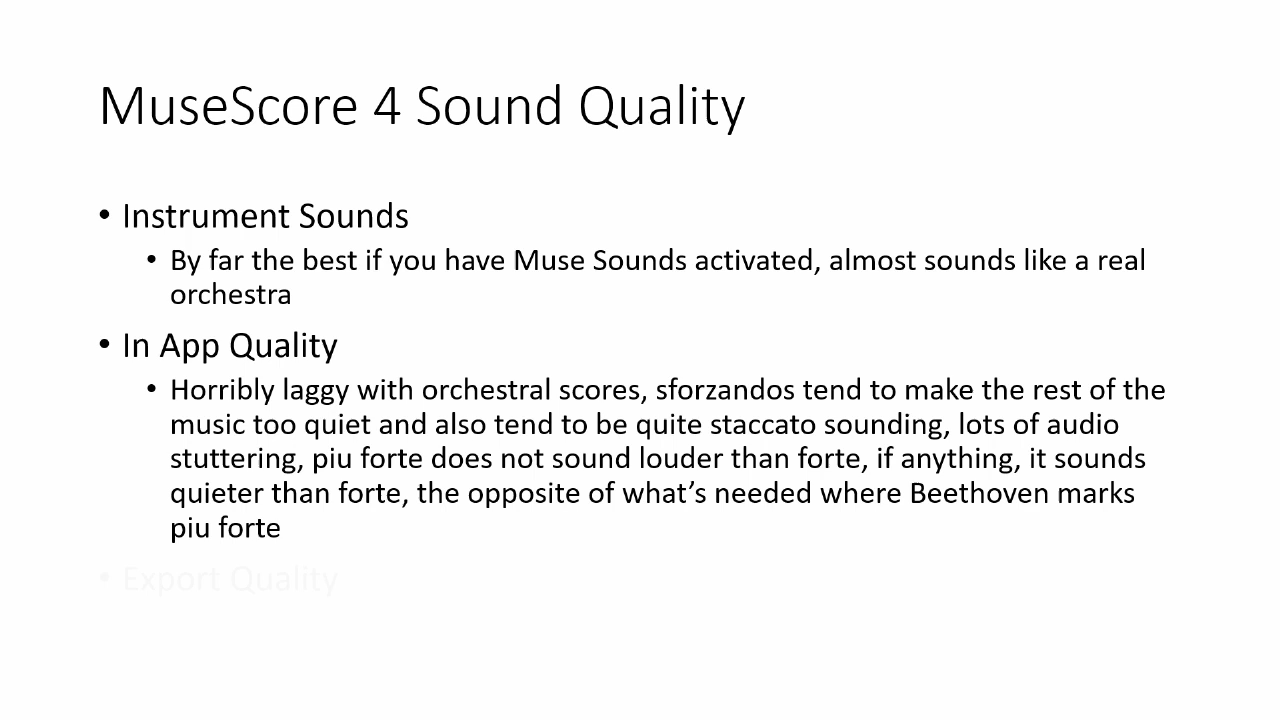 MuseScore 4 Sound Quality
• Instrument Sounds
• By far the best if you have Muse Sounds activated, almost sounds like a real
orchestra
• In App Quality
• Horribly laggy with orchestral scores, sforzandos tend to make the rest of the
music too quiet and also tend to be quite staccato sounding, lots of audio
stuttering, piu forte does not sound louder than forte, if anything, it sounds
quieter than forte, the opposite of what's needed where Beethoven marks
piu forte
• Export Quality